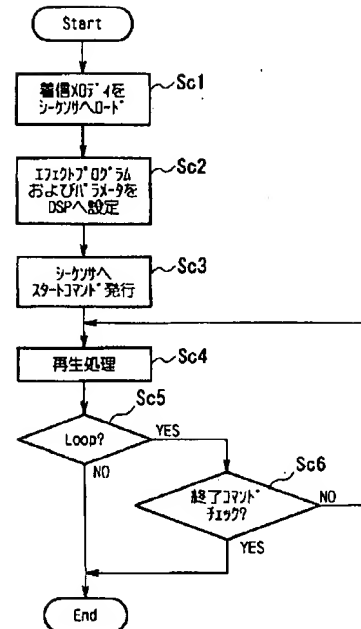 Start
着信メロディを
シーケンサへロード
Sc1
エフェクトプログラム
およびパラメータを
DSPへ設定
Sc2
シーケンサへ
スタートコマンド発行
Sc3
再生処理
Sc4
Sc5
Loop?
YES
NO
Sc6
終了コマンド
チェック?
NO
YES
End